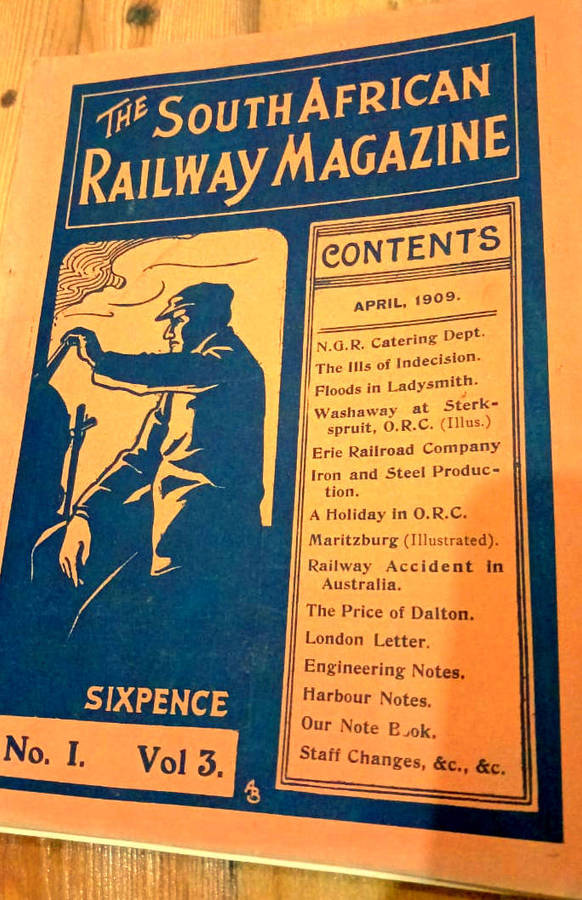 THE SOUTH AFRICAN
RAILWAY MAGAZINE
CONTENTS
APRIL, 1909.
N.G.R. Catering Dept.
The Ills of Indecision.
Floods in Ladysmith.
Washaway at Sterk-
spruit, O.R.C. (Illus.)
Erie Railroad Company
Iron and Steel Produc-
tion.
A Holiday in O.R.C.
Maritzburg (Illustrated).
Railway Accident in
Australia.
The Price of Dalton.
London Letter.
Engineering Notes.
Harbour Notes.
Our Note Book.
Staff Changes, &c., &c.
SIXPENCE
No. I. Vol 3.
AB